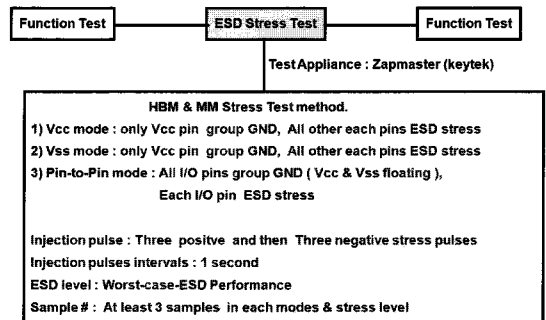 Function Test
ESD Stress Test
Function Test
Test Appliance : Zapmaster (keytek)
HBM & MM Stress Test method.
1) Vcc mode : only Vcc pin group GND, All other each pins ESD stress
2) Vss mode : only Vcc pin group GND, All other each pins ESD stress
3) Pin-to-Pin mode : All I/O pins group GND ( Vcc & Vss floating ),
Each I/O pin ESD stress
Injection pulse : Three positve and then Three negative stress pulses
Injection pulses intervals : 1 second
ESD level : Worst-case-ESD Performance
Sample # : At least 3 samples in each modes & stress level